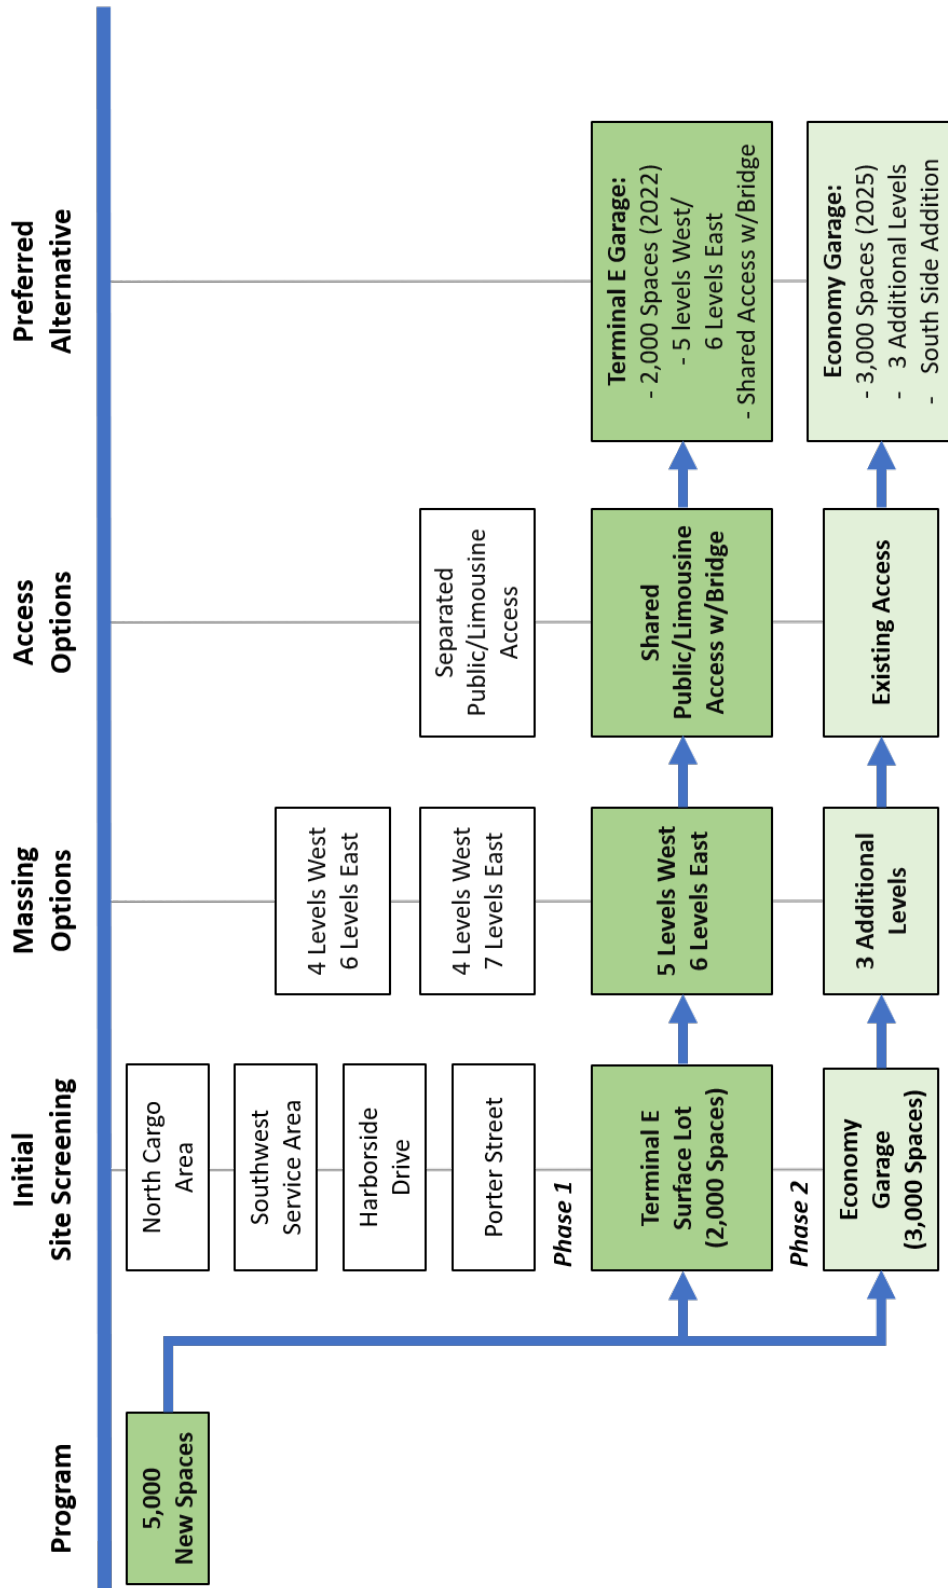 Program
Initial
Site Screening
Massing
Options
Access
Options
Preferred
Alternative
5,000
New Spaces
North Cargo
Area
Southwest
Service Area
Harborside
Drive
Porter Street
4 Levels West
6 Levels East
4 Levels West
7 Levels East
Separated
Public/Limousine
Access
Phase 1
Terminal E
Surface Lot
(2,000 Spaces)
5 Levels West
6 Levels East
Shared
Public/Limousine
Access w/Bridge
Terminal E Garage:
- 2,000 Spaces (2022)
- 5 levels West/
6 Levels East
- Shared Access w/Bridge
Phase 2
Economy
Garage
(3,000 Spaces)
3 Additional
Levels
Existing Access
Economy Garage:
- 3,000 Spaces (2025)
- 3 Additional Levels
- South Side Addition